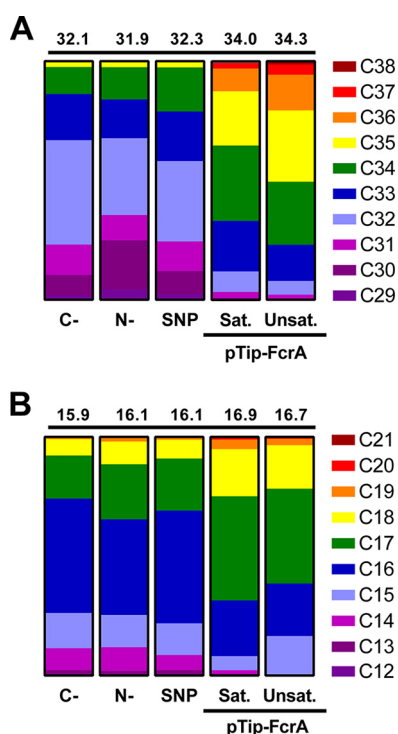 A
32.1 31.9 32.3 34.0 34.3
C38
C37
C36
C35
C34
C33
C32
C31
C30
C29
C- N- SNP Sat. Unsat.
pTip-FcrA
B
15.9 16.1 16.1 16.9 16.7
C21
C20
C19
C18
C17
C16
C15
C14
C13
C12
C- N- SNP Sat. Unsat.
pTip-FcrA